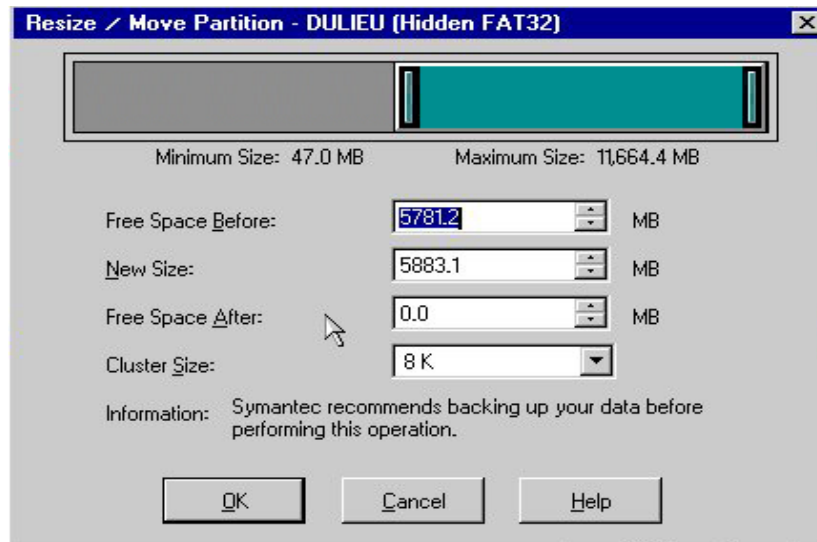 Resize / Move Partition - DULIEU (Hidden FAT32)
Minimum Size: 47.0 MB Maximum Size: 11,664.4 MB
Free Space Before: 5781.2 MB
New Size: 5883.1 MB
Free Space After: 0.0 MB
Cluster Size: 8 K
Information: Symantec recommends backing up your data before
performing this operation.
OK Cancel Help